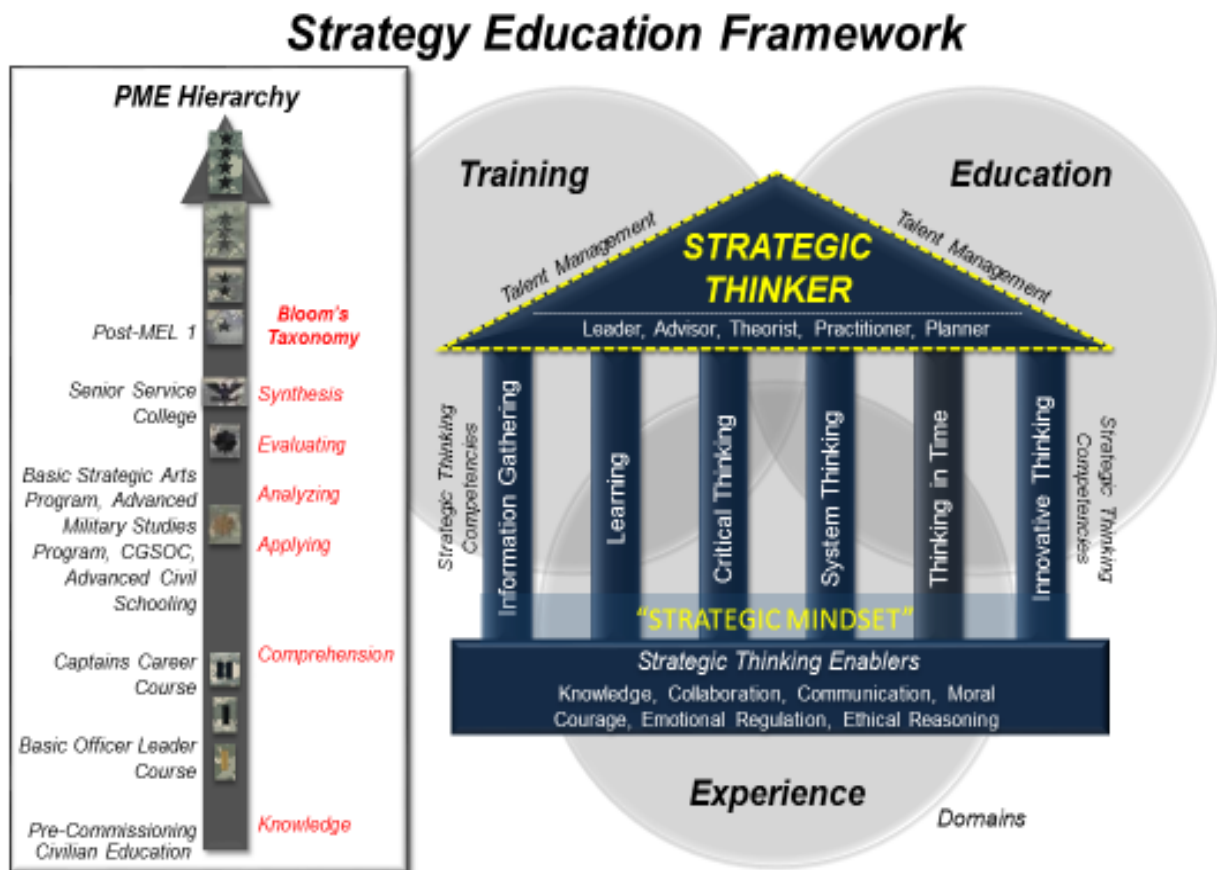 Strategy Education Framework
PME Hierarchy
Post-MEL 1
Bloom's
Taxonomy
Senior Service
College
Synthesis
Evaluating
Basic Strategic Arts
Program, Advanced
Military Studies
Program, CGSOC,
Advanced Civil
Schooling
Analyzing
Applying
Captains Career
Course
Comprehension
Basic Officer Leader
Course
Pre-Commissioning
Civilian Education
Knowledge
Training
Education
Talent Management
Talent Management
STRATEGIC
THINKER
Leader, Advisor, Theorist, Practitioner, Planner
Strategic Thinking
Competencies
Information Gathering
Learning
Critical Thinking
System Thinking
Thinking in Time
Innovative Thinking
Strategic Thinking
Competencies
“STRATEGIC MINDSET”
Strategic Thinking Enablers
Knowledge, Collaboration, Communication, Moral
Courage, Emotional Regulation, Ethical Reasoning
Experience
Domains